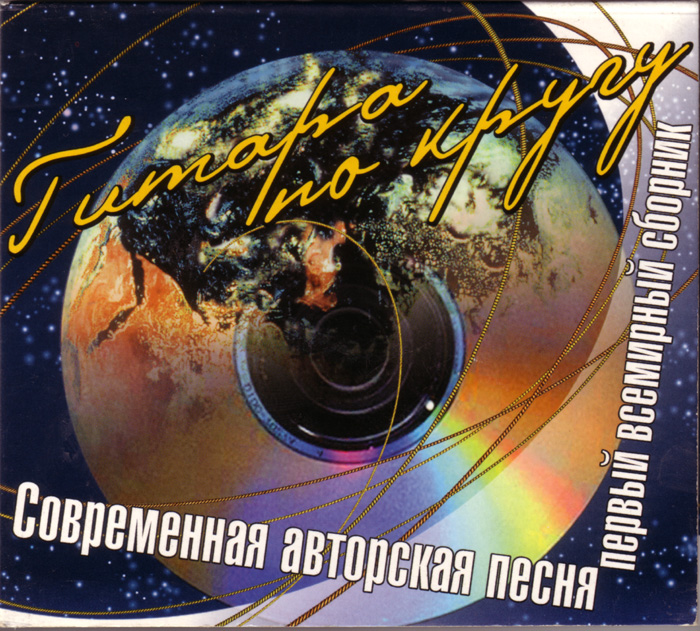 Гитара
по кругу
Современная авторская песня
первый всемирный сборник